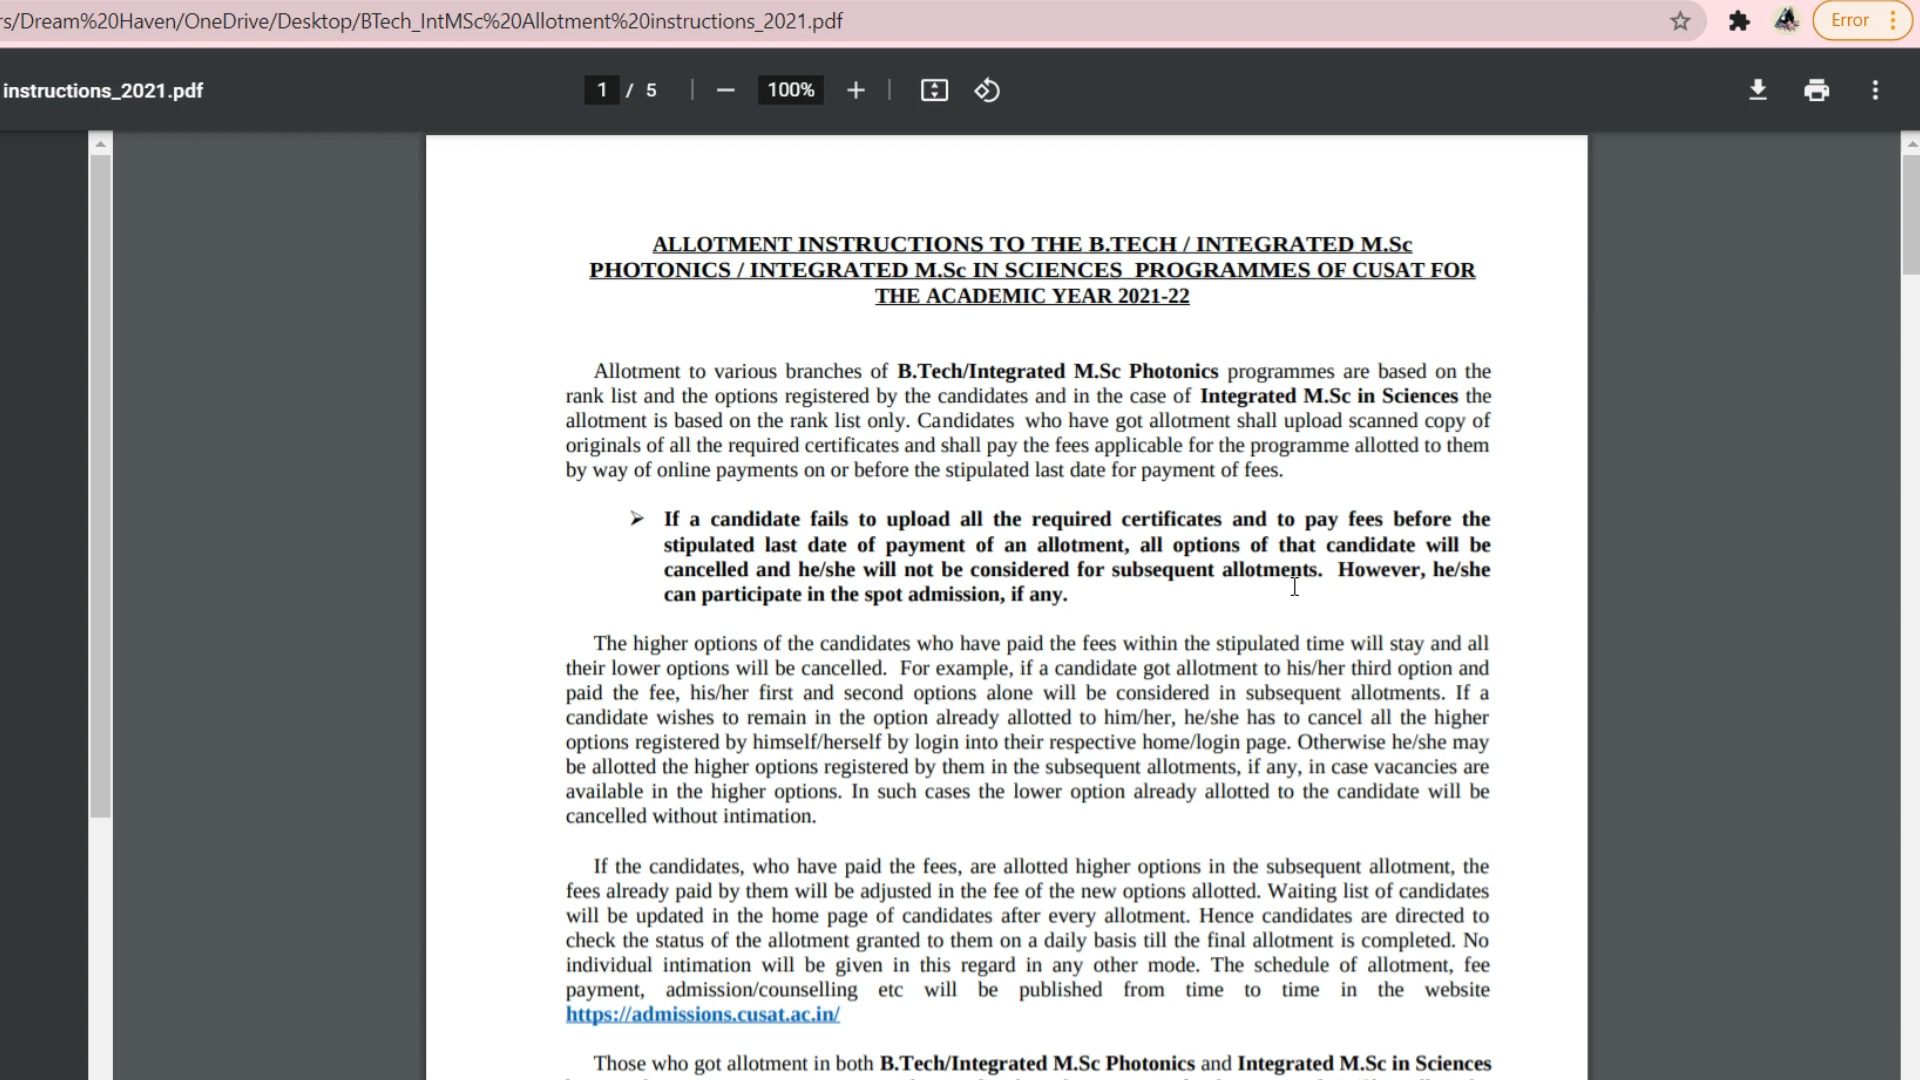 s/Dream%20Haven/OneDrive/Desktop/BTech_IntMSc%20Allotment%20instructions_2021.pdf
Error
instructions_2021.pdf
1 / 5
100%
ALLOTMENT INSTRUCTIONS TO THE B.TECH / INTEGRATED M.Sc
PHOTONICS / INTEGRATED M.Sc IN SCIENCES PROGRAMMES OF CUSAT FOR
THE ACADEMIC YEAR 2021-22
Allotment to various branches of B.Tech/Integrated M.Sc Photonics programmes are based on the
rank list and the options registered by the candidates and in the case of Integrated M.Sc in Sciences the
allotment is based on the rank list only. Candidates who have got allotment shall upload scanned copy of
originals of all the required certificates and shall pay the fees applicable for the programme allotted to them
by way of online payments on or before the stipulated last date for payment of fees.
➢ If a candidate fails to upload all the required certificates and to pay fees before the
stipulated last date of payment of an allotment, all options of that candidate will be
cancelled and he/she will not be considered for subsequent allotments. However, he/she
can participate in the spot admission, if any.
The higher options of the candidates who have paid the fees within the stipulated time will stay and all
their lower options will be cancelled. For example, if a candidate got allotment to his/her third option and
paid the fee, his/her first and second options alone will be considered in subsequent allotments. If a
candidate wishes to remain in the option already allotted to him/her, he/she has to cancel all the higher
options registered by himself/herself by login into their respective home/login page. Otherwise he/she may
be allotted the higher options registered by them in the subsequent allotments, if any, in case vacancies are
available in the higher options. In such cases the lower option already allotted to the candidate will be
cancelled without intimation.
If the candidates, who have paid the fees, are allotted higher options in the subsequent allotment, the
fees already paid by them will be adjusted in the fee of the new options allotted. Waiting list of candidates
will be updated in the home page of candidates after every allotment. Hence candidates are directed to
check the status of the allotment granted to them on a daily basis till the final allotment is completed. No
individual intimation will be given in this regard in any other mode. The schedule of allotment, fee
payment, admission/counselling etc will be published from time to time in the website
https://admissions.cusat.ac.in/
Those who got allotment in both B.Tech/Integrated M.Sc Photonics and Integrated M.Sc in Sciences